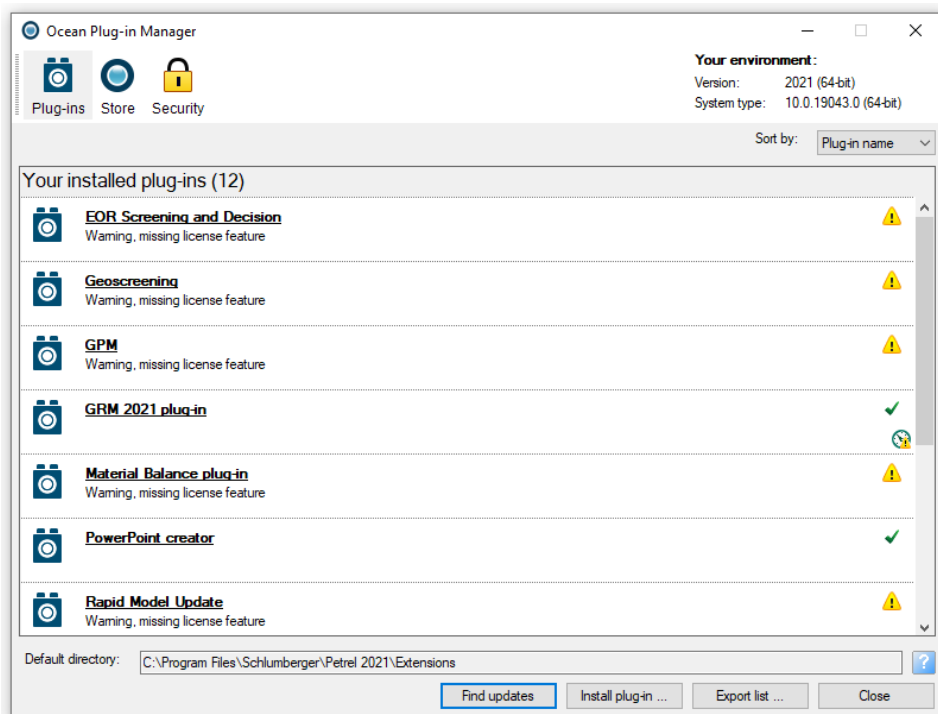 Ocean Plug-in Manager
Plug-ins Store Security
Your environment:
Version: 2021 (64-bit)
System type: 10.0.19043.0 (64-bit)
Sort by: Plug-in name
Your installed plug-ins (12)
EOR Screening and Decision
Warning, missing license feature
Geoscreening
Warning, missing license feature
GPM
Warning, missing license feature
GRM 2021 plug-in
Material Balance plug-in
Warning, missing license feature
PowerPoint creator
Rapid Model Update
Warning, missing license feature
Default directory: C:\Program Files\Schlumberger\Petrel 2021\Extensions ?
Find updates Install plug-in ... Export list ... Close